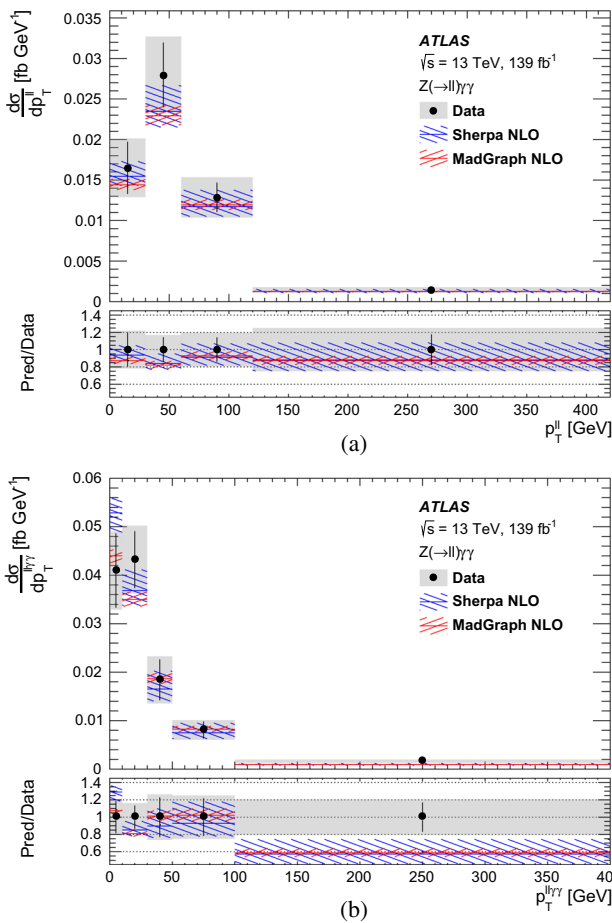 dσ/dp_T^ll [fb GeV⁻¹]
0.035
0.03
0.025
0.02
0.015
0.01
0.005
0
ATLAS
√s = 13 TeV, 139 fb⁻¹
Z(→ll)γγ
Data
Sherpa NLO
MadGraph NLO
Pred/Data
1.4
1.2
1
0.8
0.6
0 50 100 150 200 250 300 350 400
p_T^ll [GeV]
(a)
dσ/dp_T^llγγ [fb GeV⁻¹]
0.06
0.05
0.04
0.03
0.02
0.01
0
ATLAS
√s = 13 TeV, 139 fb⁻¹
Z(→ll)γγ
Data
Sherpa NLO
MadGraph NLO
Pred/Data
1.4
1.2
1
0.8
0.6
0 50 100 150 200 250 300 350 40
p_T^llγγ [GeV]
(b)